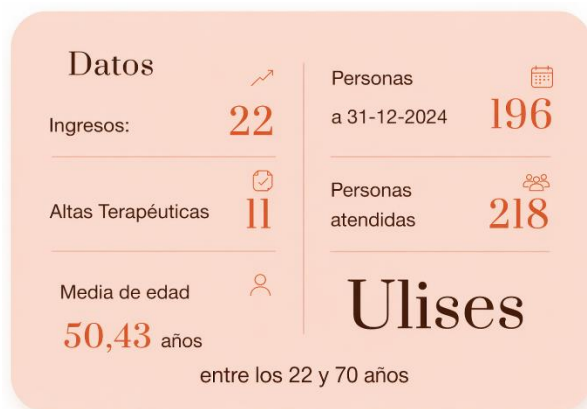 Datos
Ingresos: 22
Altas Terapéuticas 11
Media de edad
50,43 años
Personas
a 31-12-2024 196
Personas
atendidas 218
Ulises
entre los 22 y 70 años